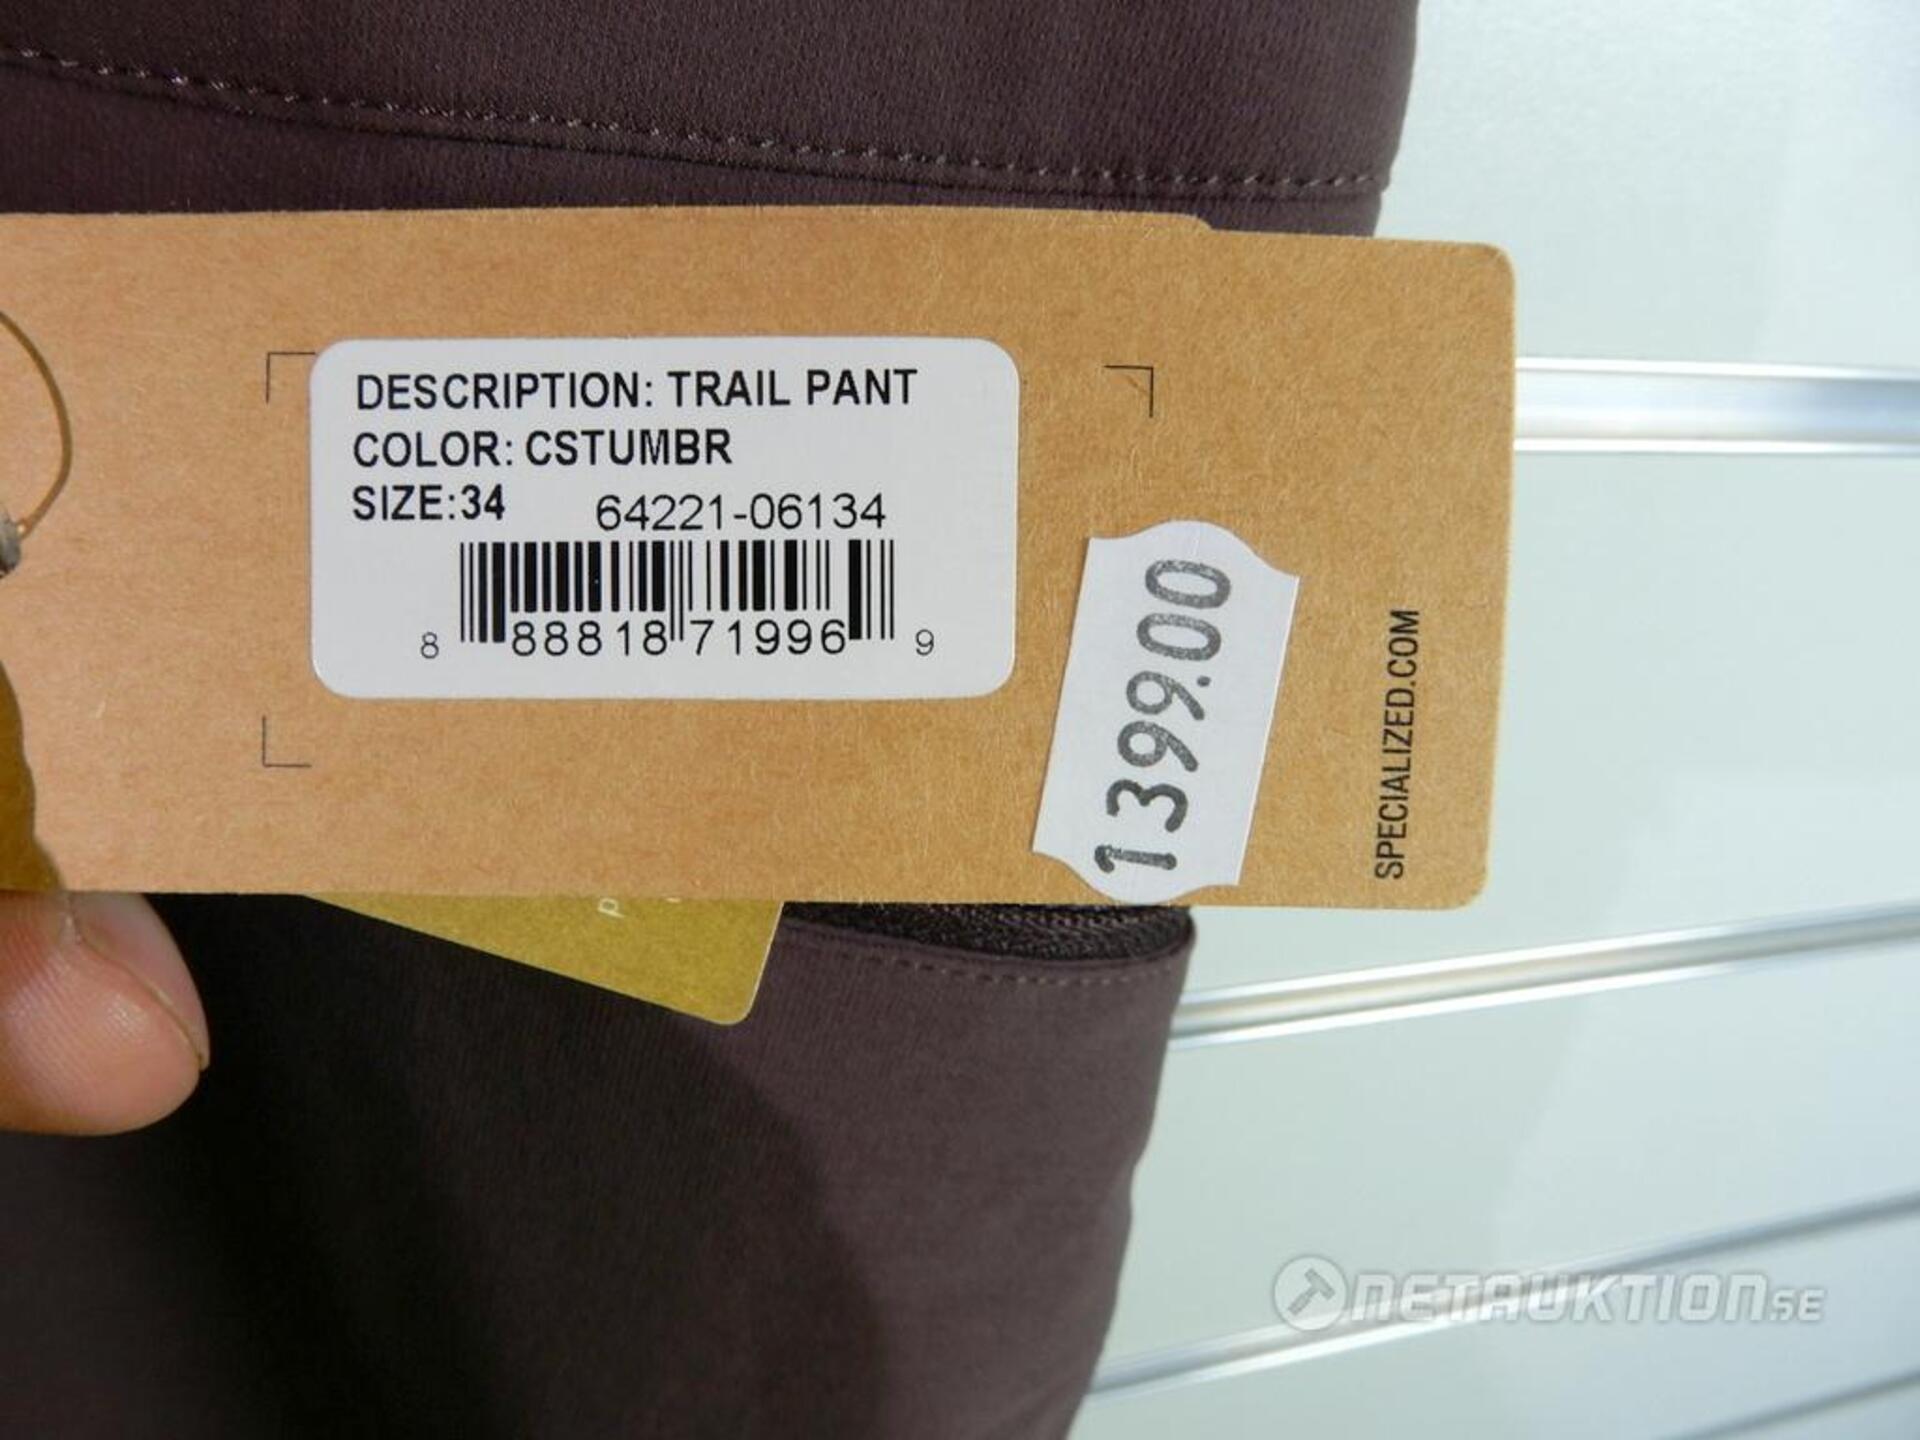 DESCRIPTION: TRAIL PANT
COLOR: CSTUMBR
SIZE:34 64221-06134
8 88818 71996 9
1399.00
SPECIALIZED.COM
NETAUKTION.SE